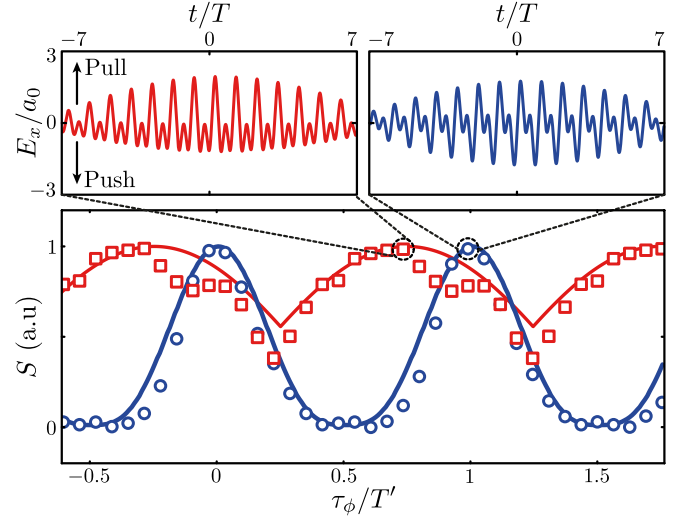 t/T t/T
−7 0 7 −7 0 7
3
Pull
E_x/a_0
0
Push
−3
1
S (a.u)
0
−0.5 0 0.5 1 1.5
τ_ϕ/T′